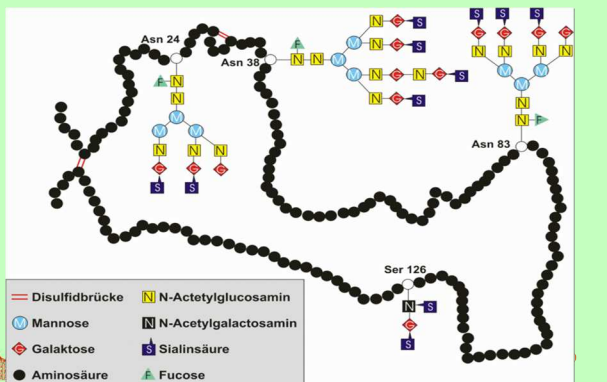 Asn 24
Asn 38
Asn 83
Ser 126
S S S
G G G G
N N N N
M M M
M
N
N F
F
N N M
M N G S
N G S
M N G N G S
N G S
F N
N
M
M M M
N N N
G G G
S S
N S
G
S
Disulfidbrücke
N N-Actetylglucosamin
M Mannose
N N-Acetylgalactosamin
G Galaktose
S Sialinsäure
Aminosäure
F Fucose